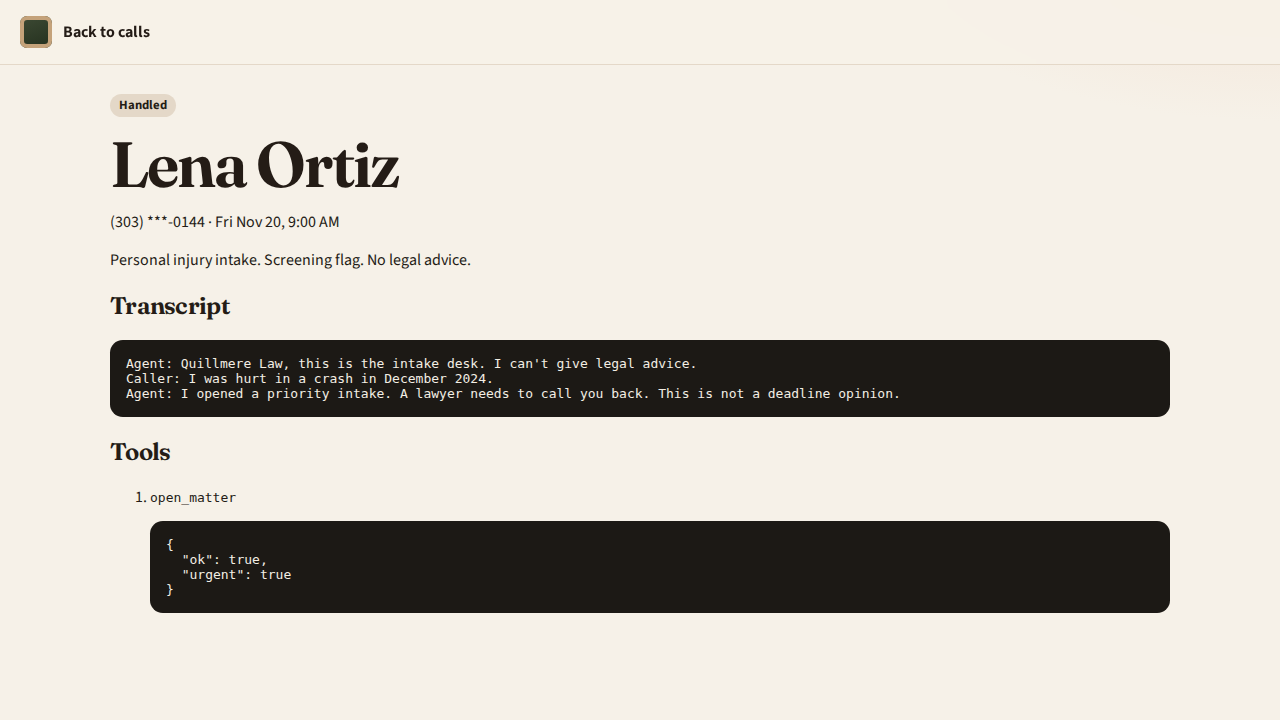 Back to calls
Handled
Lena Ortiz
(303) ***-0144 · Fri Nov 20, 9:00 AM
Personal injury intake. Screening flag. No legal advice.
Transcript
Agent: Quillmere Law, this is the intake desk. I can't give legal advice.
Caller: I was hurt in a crash in December 2024.
Agent: I opened a priority intake. A lawyer needs to call you back. This is not a deadline opinion.
Tools
1. open_matter
{
  "ok": true,
  "urgent": true
}